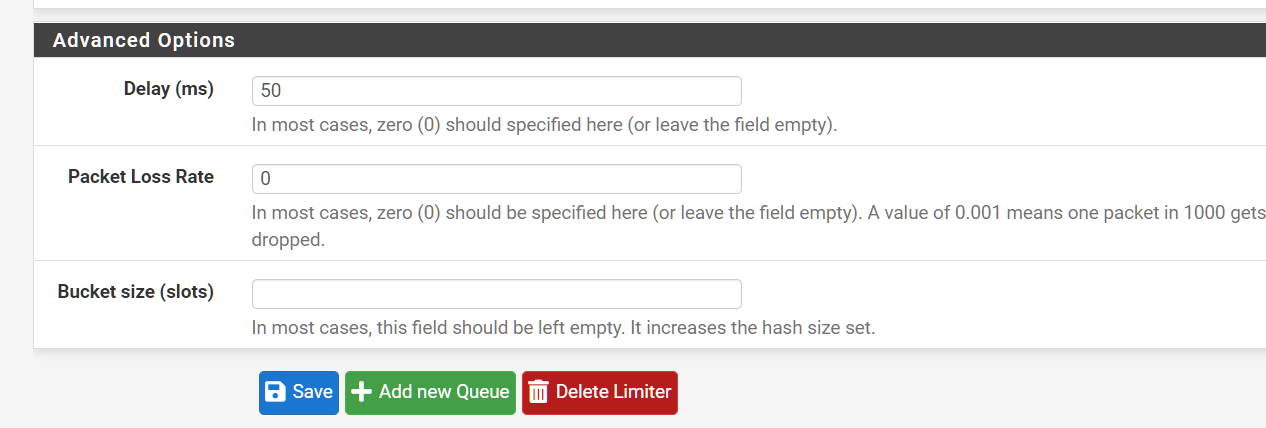 Advanced Options
Delay (ms)
50
In most cases, zero (0) should specified here (or leave the field empty).
Packet Loss Rate
0
In most cases, zero (0) should be specified here (or leave the field empty). A value of 0.001 means one packet in 1000 gets
dropped.
Bucket size (slots)
In most cases, this field should be left empty. It increases the hash size set.
Save
Add new Queue
Delete Limiter